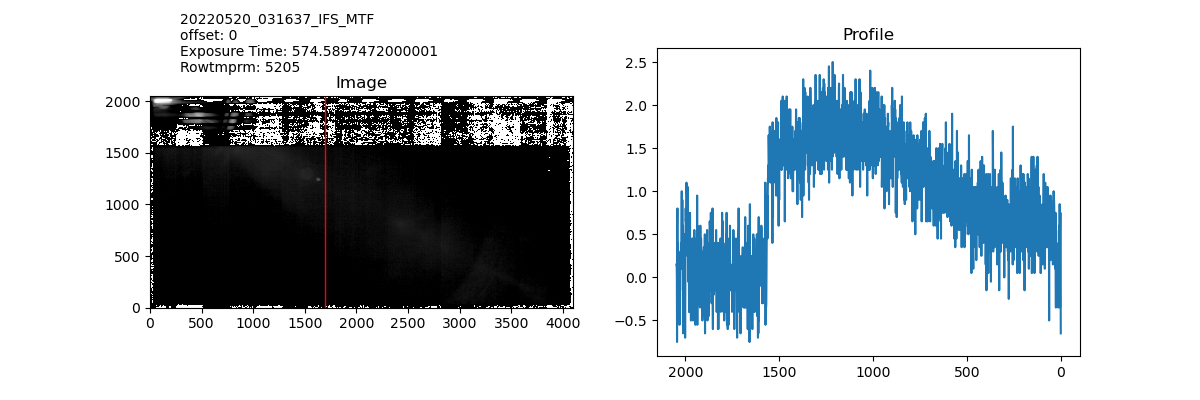 20220520_031637_IFS_MTF
offset: 0
Exposure Time: 574.5897472000001
Rowtmprm: 5205
Image
2000
1500
1000
500
0
0 500 1000 1500 2000 2500 3000 3500 4000
Profile
2.5
2.0
1.5
1.0
0.5
0.0
−0.5
2000 1500 1000 500 0